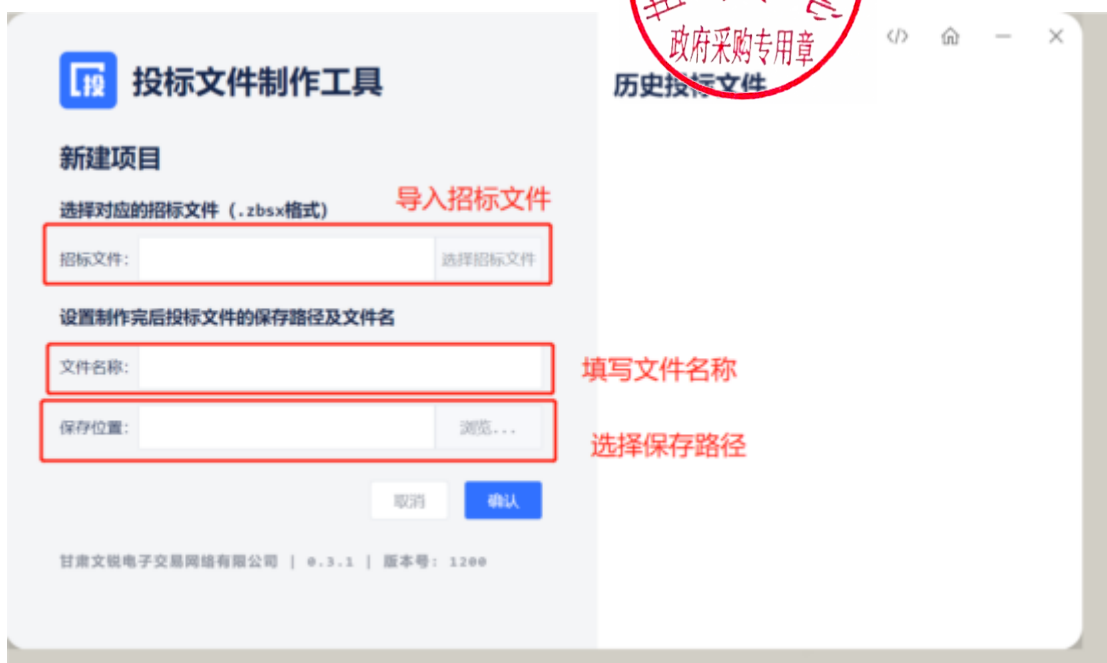 政府采购专用章
投
投标文件制作工具
历史投标文件
新建项目
选择对应的招标文件（.zbsx格式）
导入招标文件
招标文件:
选择招标文件
设置制作完后投标文件的保存路径及文件名
文件名称:
填写文件名称
保存位置:
浏览...
选择保存路径
取消
确认
甘肃文锐电子交易网络有限公司 | 0.3.1 | 版本号: 1200